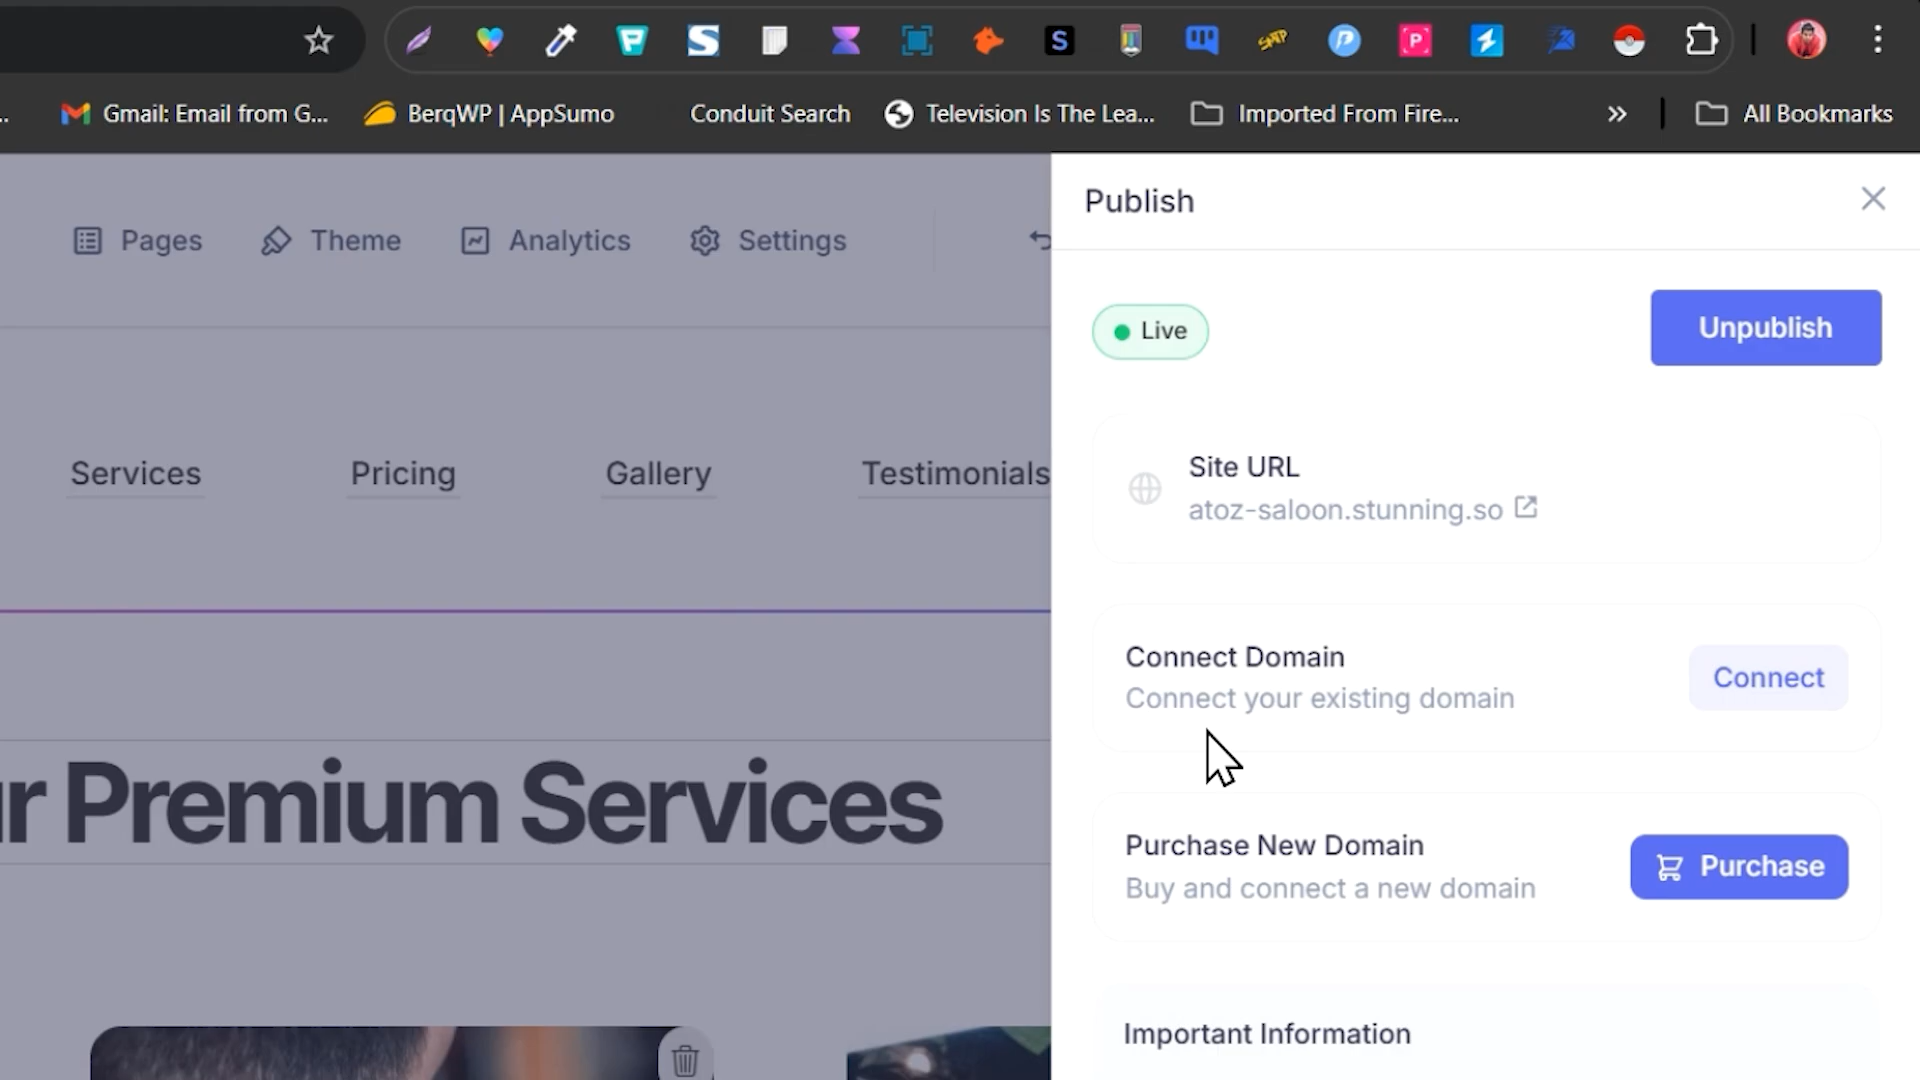 Gmail: Email from G...
BerqWP | AppSumo
Conduit Search
Television Is The Lea...
Imported From Fire...
»
All Bookmarks
Pages
Theme
Analytics
Settings
Publish
Live
Unpublish
Services
Pricing
Gallery
Testimonials
Site URL
atoz-saloon.stunning.so
Connect Domain
Connect your existing domain
Connect
ur Premium Services
Purchase New Domain
Buy and connect a new domain
Purchase
Important Information